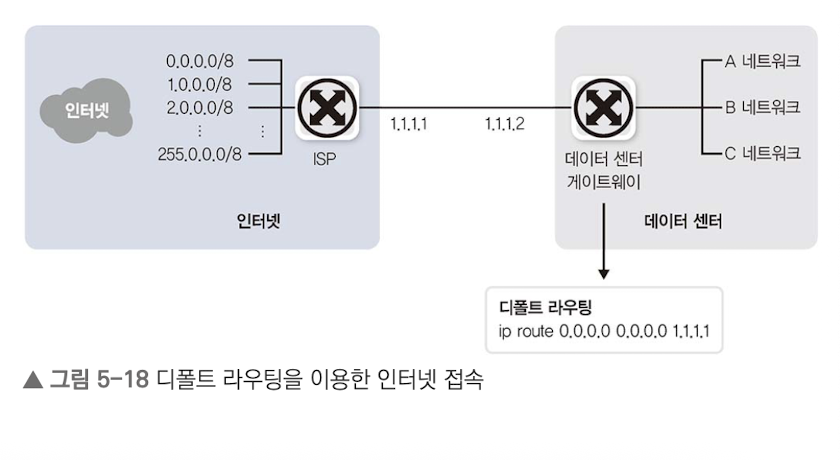 인터넷
0.0.0.0/8
1.0.0.0/8
2.0.0.0/8
⋮ ⋮
255.0.0.0/8
ISP
인터넷
1.1.1.1
1.1.1.2
데이터 센터
게이트웨이
A 네트워크
B 네트워크
C 네트워크
데이터 센터
디폴트 라우팅
ip route 0.0.0.0 0.0.0.0 1.1.1.1
▲ 그림 5-18 디폴트 라우팅을 이용한 인터넷 접속